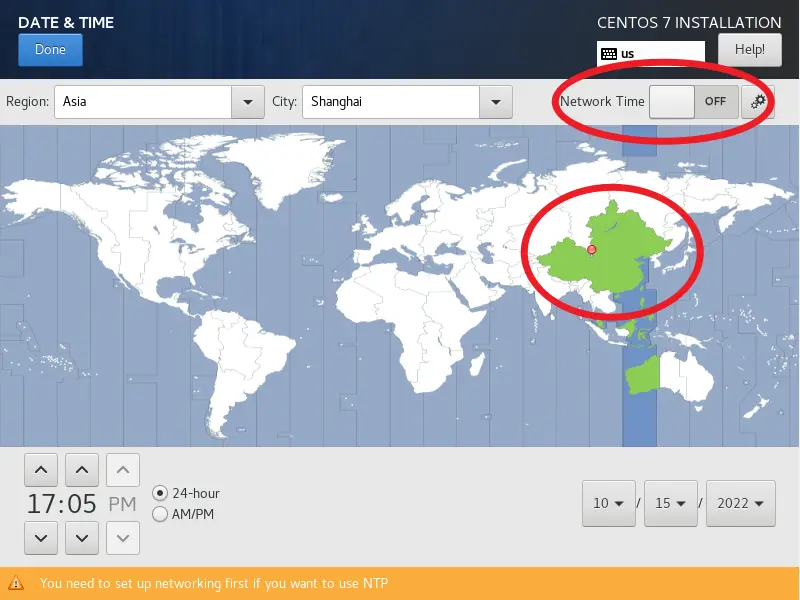 DATE & TIME
CENTOS 7 INSTALLATION
Done
us
Help!
Region: Asia City: Shanghai Network Time OFF
17:05 PM
24-hour
AM/PM
10 / 15 / 2022
You need to set up networking first if you want to use NTP